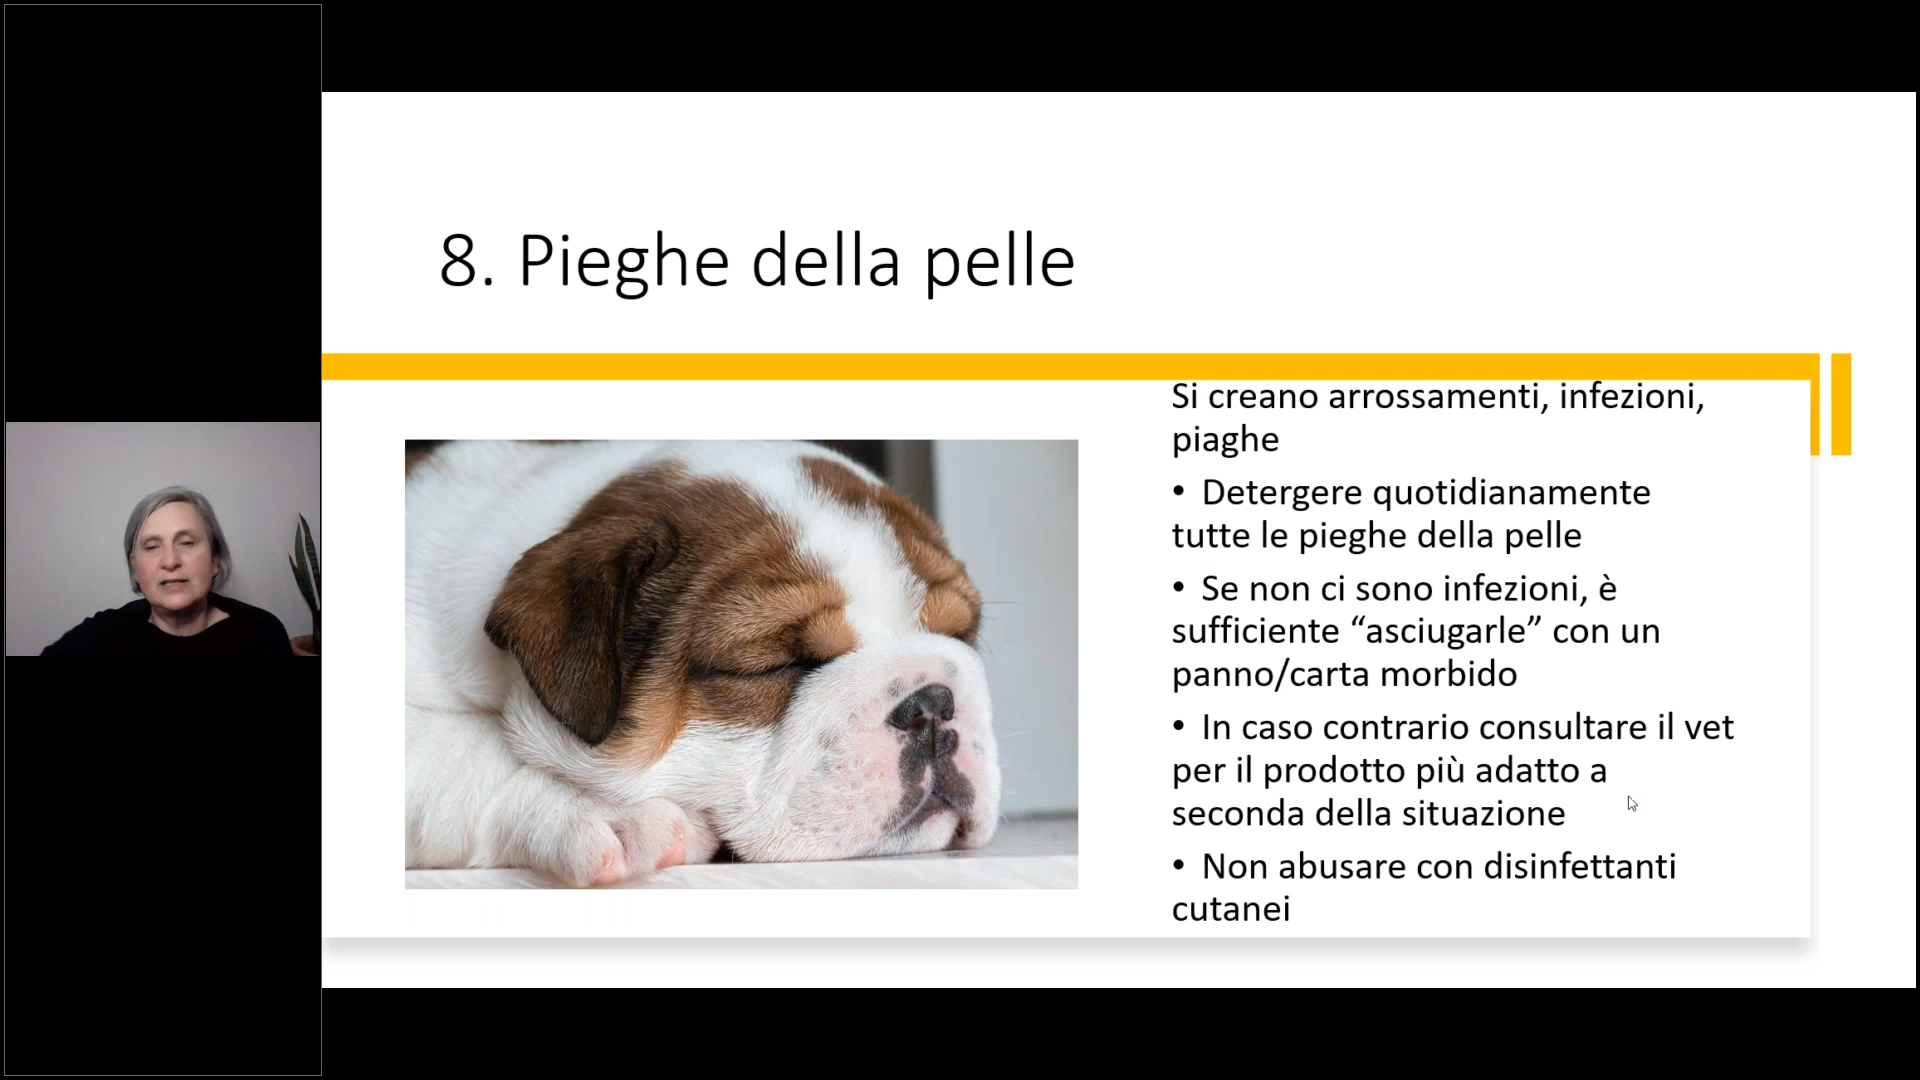 8. Pieghe della pelle
Si creano arrossamenti, infezioni,
piaghe
• Detergere quotidianamente
tutte le pieghe della pelle
• Se non ci sono infezioni, è
sufficiente “asciugarle” con un
panno/carta morbido
• In caso contrario consultare il vet
per il prodotto più adatto a
seconda della situazione
• Non abusare con disinfettanti
cutanei